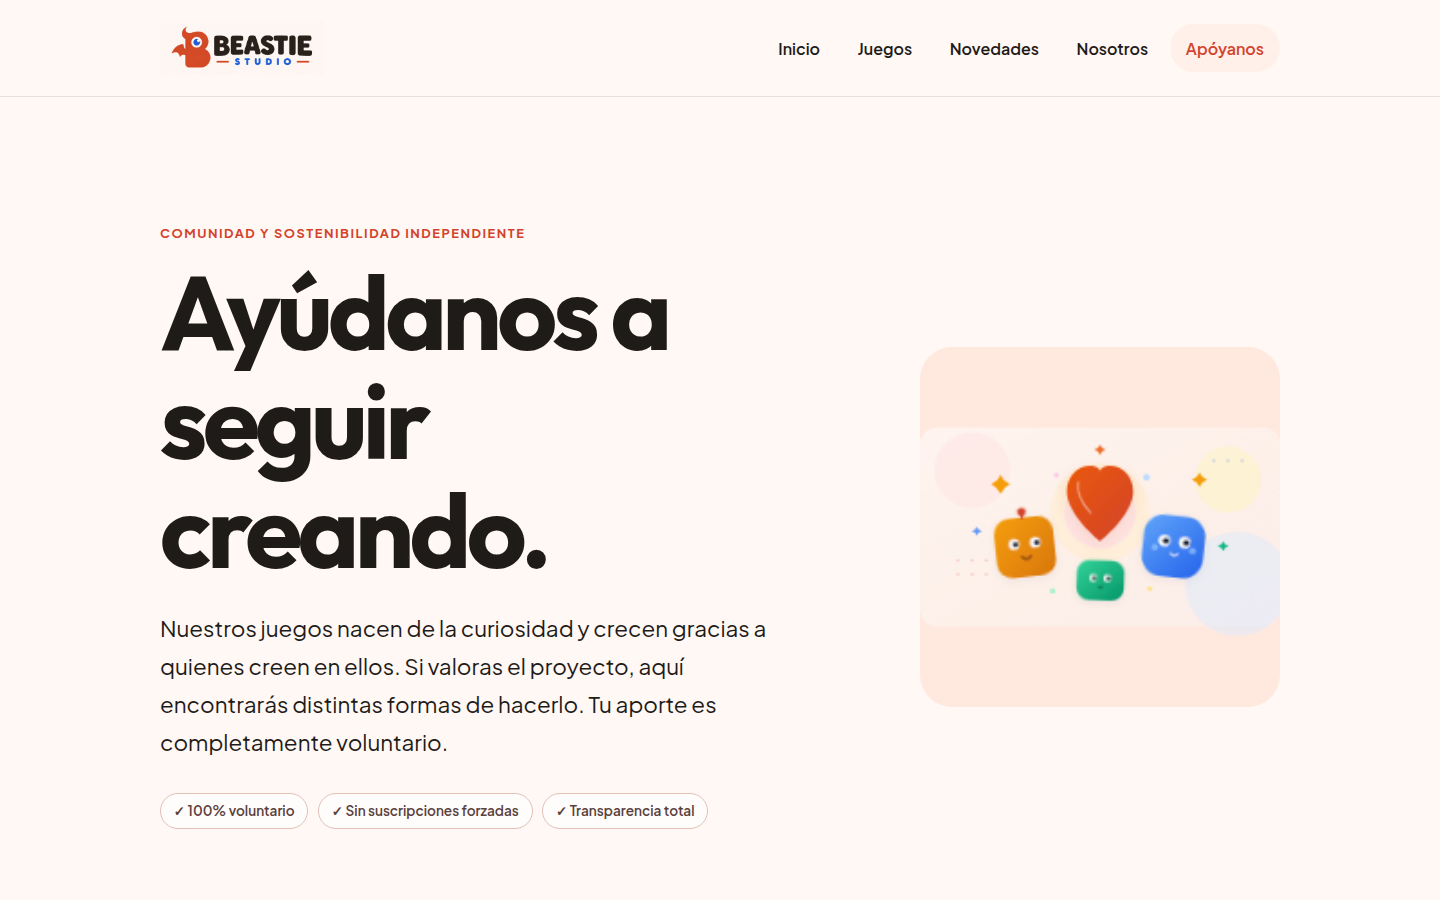 BEASTIE
STUDIO
Inicio
Juegos
Novedades
Nosotros
Apóyanos
COMUNIDAD Y SOSTENIBILIDAD INDEPENDIENTE
Ayúdanos a
seguir
creando.
Nuestros juegos nacen de la curiosidad y crecen gracias a
quienes creen en ellos. Si valoras el proyecto, aquí
encontrarás distintas formas de hacerlo. Tu aporte es
completamente voluntario.
✓ 100% voluntario
✓ Sin suscripciones forzadas
✓ Transparencia total